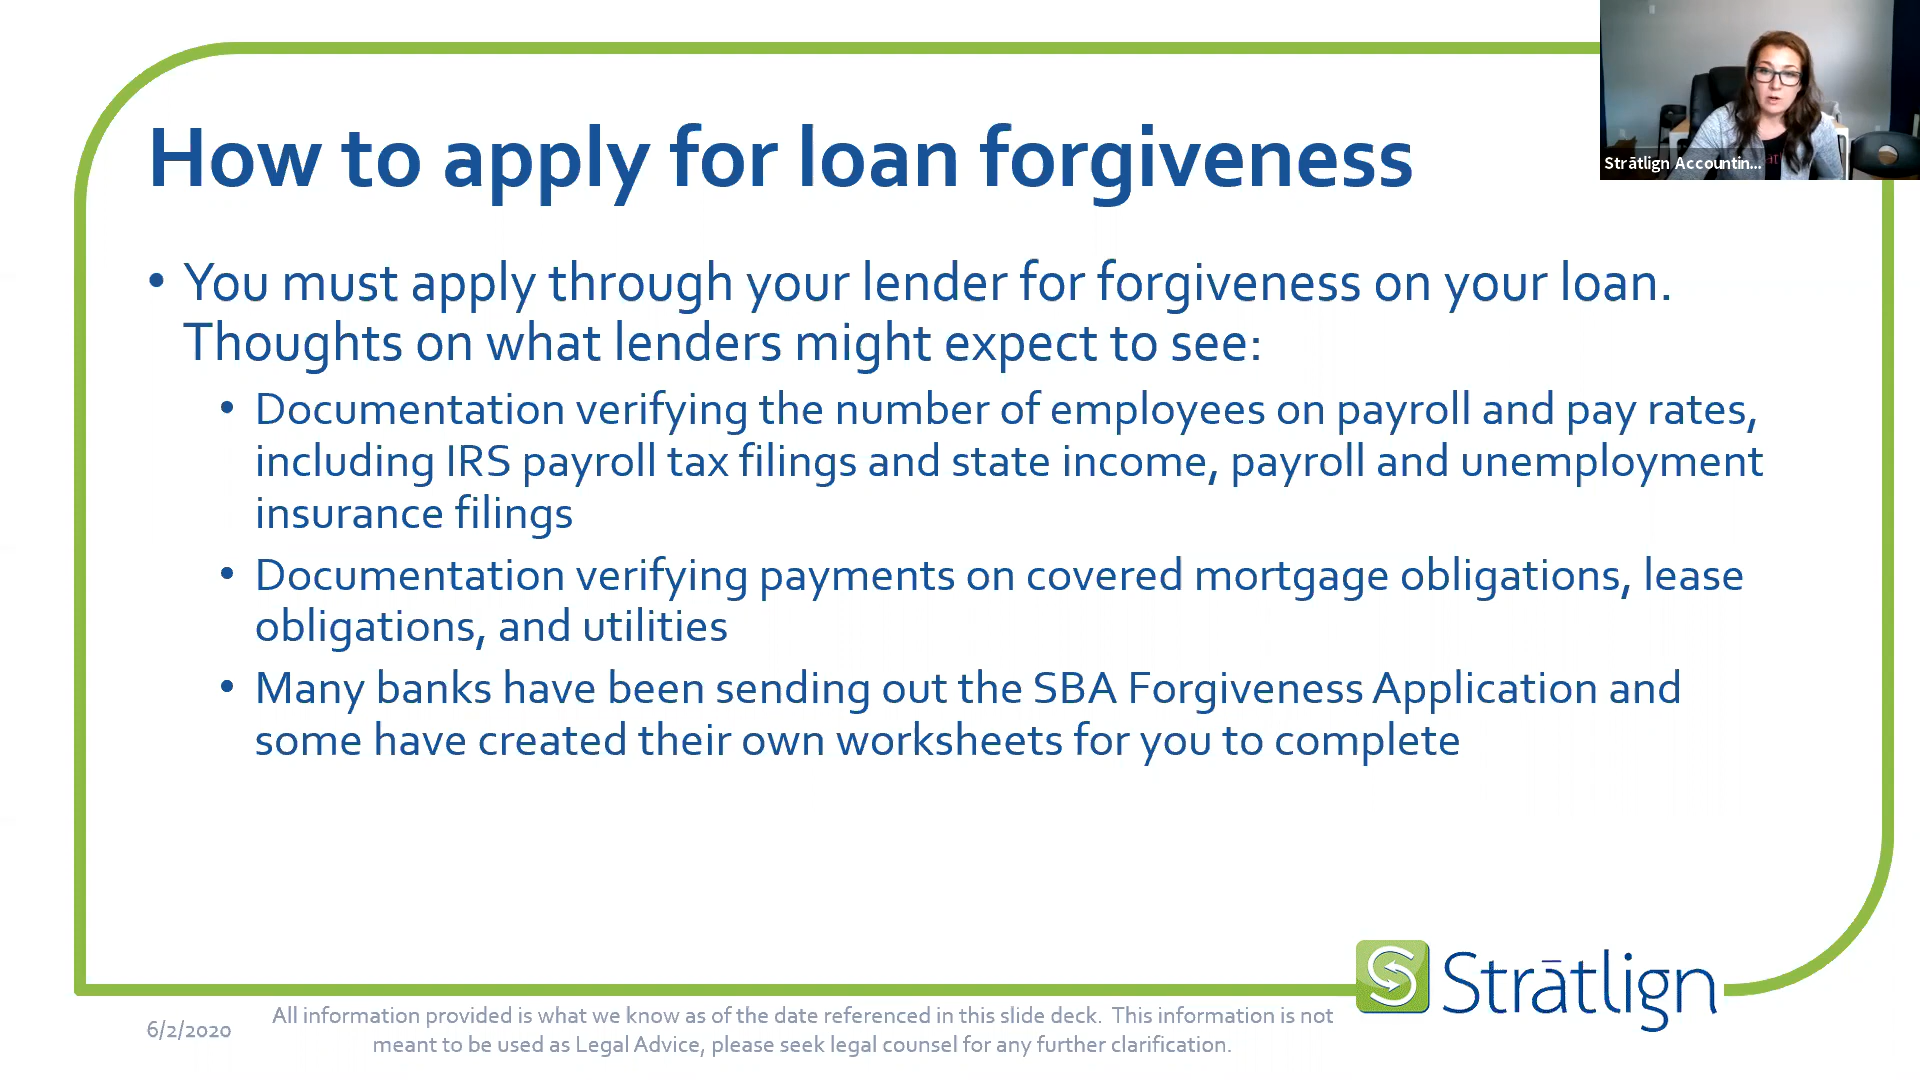 How to apply for loan forgiveness
Strātlign Accountin...
• You must apply through your lender for forgiveness on your loan.
Thoughts on what lenders might expect to see:
• Documentation verifying the number of employees on payroll and pay rates,
including IRS payroll tax filings and state income, payroll and unemployment
insurance filings
• Documentation verifying payments on covered mortgage obligations, lease
obligations, and utilities
• Many banks have been sending out the SBA Forgiveness Application and
some have created their own worksheets for you to complete
S Strātlign
6/2/2020
All information provided is what we know as of the date referenced in this slide deck. This information is not
meant to be used as Legal Advice, please seek legal counsel for any further clarification.